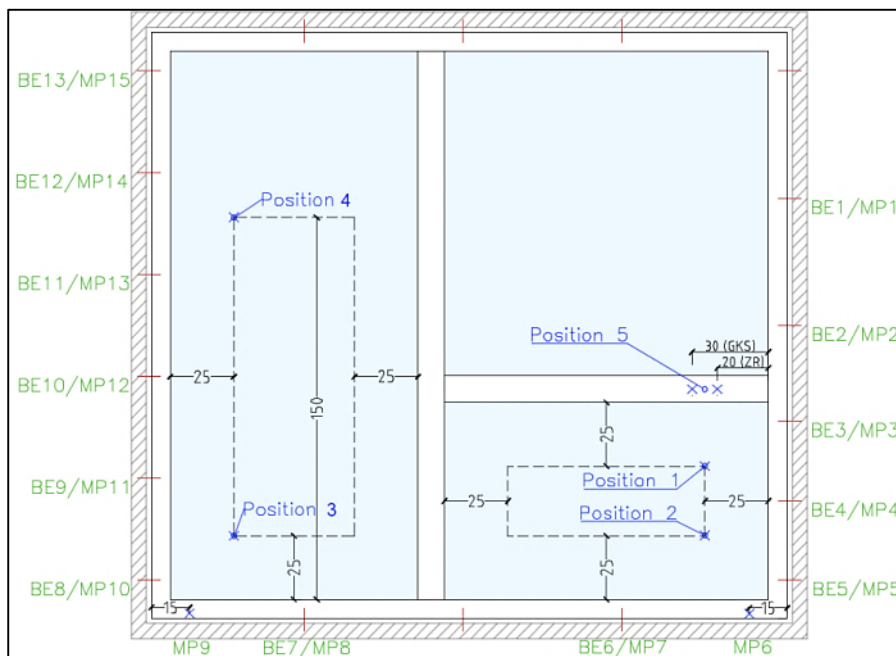 BE13/MP15
BE12/MP14
Position 4
BE1/MP1
BE11/MP13
Position 5
30 (GKS)
BE2/MP2
20 (ZR)
BE10/MP12
25
25
150
25
BE3/MP3
Position 1
BE9/MP11
25
25
Position 3
Position 2
BE4/MP4
25
25
BE8/MP10
BE5/MP5
15
15
MP9
BE7/MP8
BE6/MP7
MP6